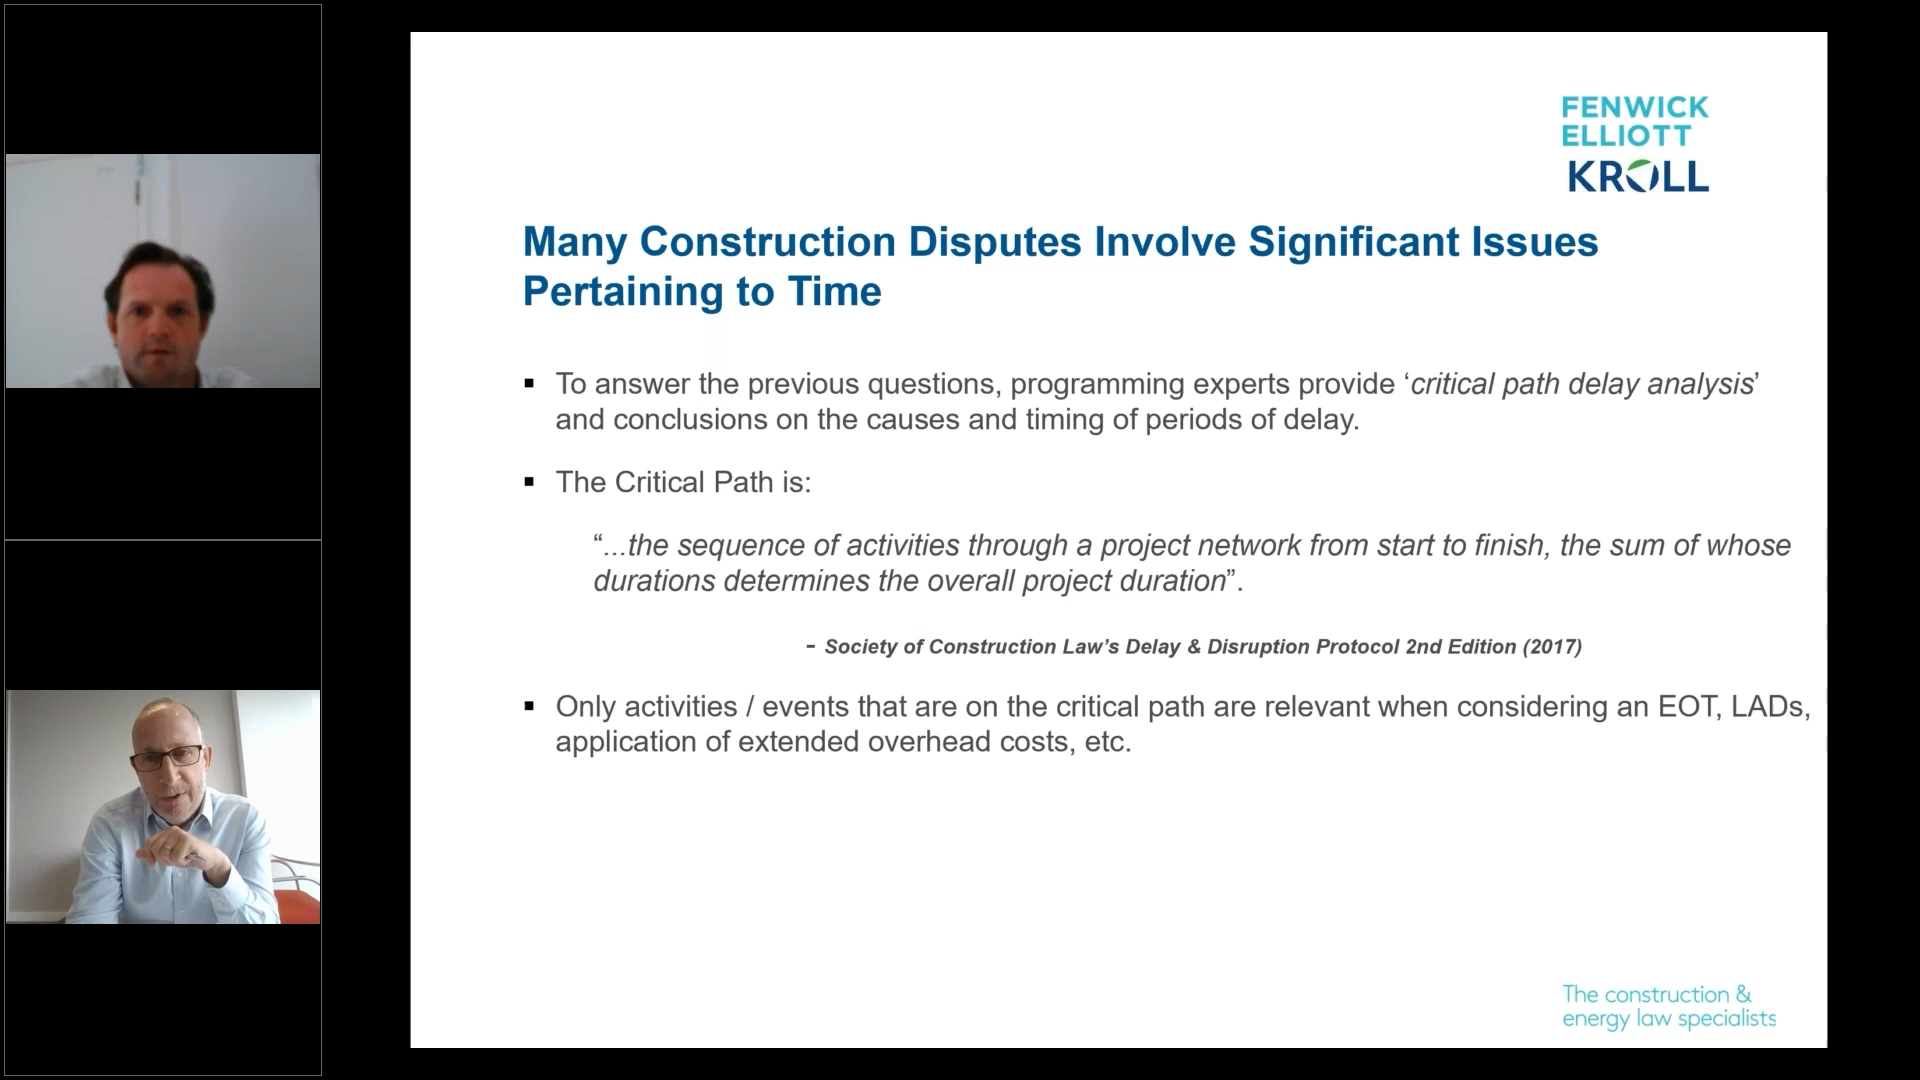 FENWICK
ELLIOTT
KROLL
Many Construction Disputes Involve Significant Issues
Pertaining to Time
▪ To answer the previous questions, programming experts provide ‘critical path delay analysis’
and conclusions on the causes and timing of periods of delay.
▪ The Critical Path is:
“...the sequence of activities through a project network from start to finish, the sum of whose
durations determines the overall project duration”.
- Society of Construction Law’s Delay & Disruption Protocol 2nd Edition (2017)
▪ Only activities / events that are on the critical path are relevant when considering an EOT, LADs,
application of extended overhead costs, etc.
The construction &
energy law specialists